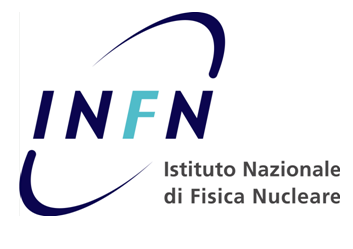 INFN
Istituto Nazionale
di Fisica Nucleare